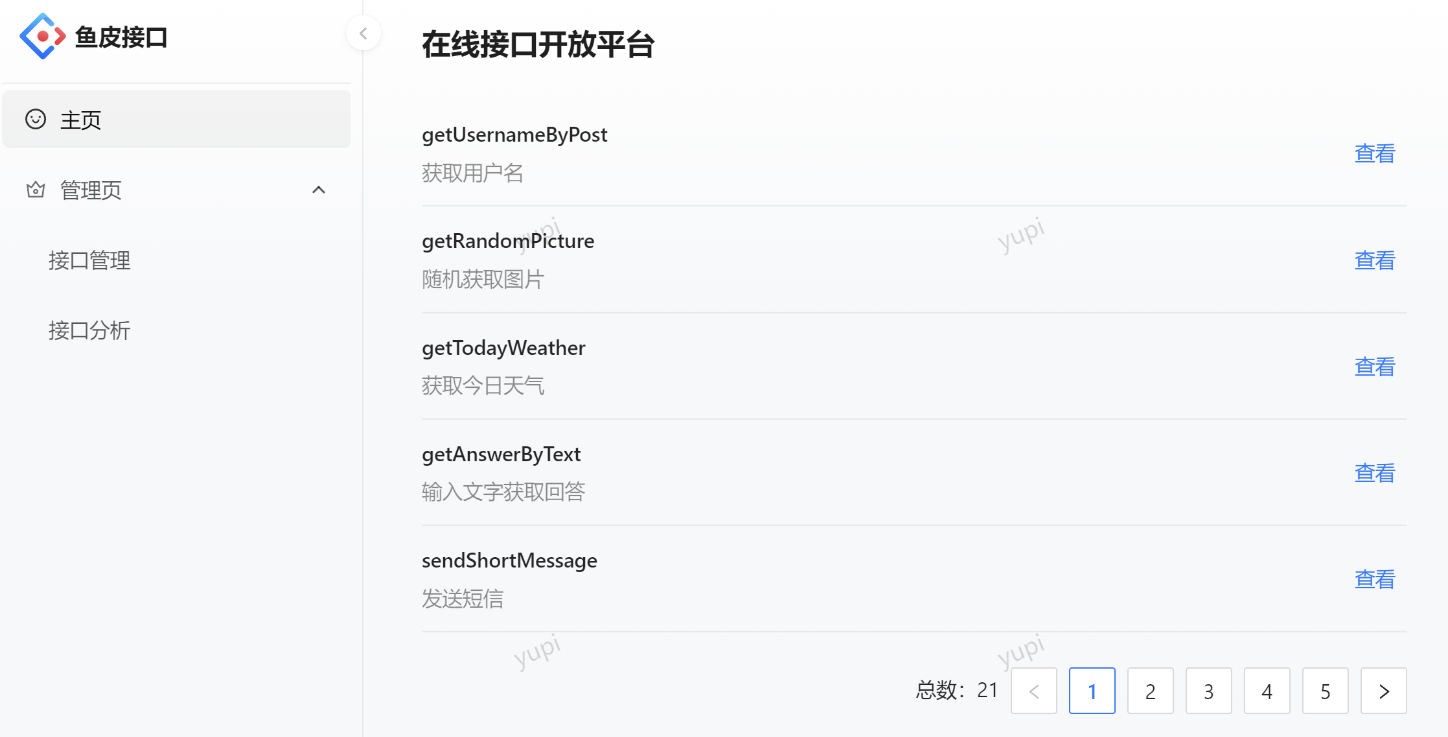 鱼皮接口
主页
管理页
接口管理
接口分析
在线接口开放平台
getUsernameByPost
获取用户名
查看
getRandomPicture
随机获取图片
查看
getTodayWeather
获取今日天气
查看
getAnswerByText
输入文字获取回答
查看
sendShortMessage
发送短信
查看
yupi
yupi
yupi
yupi
总数：21 < 1 2 3 4 5 >